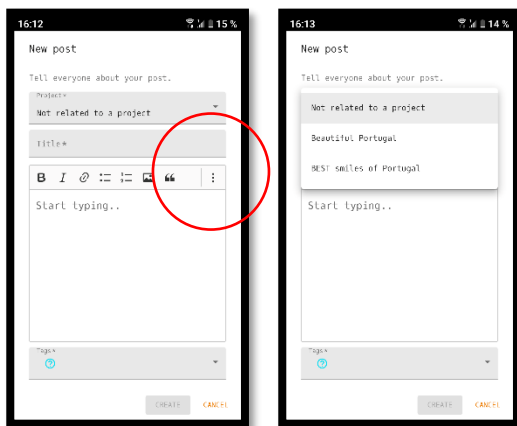 16:12 15 %
New post
Tell everyone about your post.
Project*
Not related to a project
Title*
B I
Start typing..
Tags*
CREATE CANCEL
16:13 14 %
New post
Tell everyone about your post.
Not related to a project
Beautiful Portugal
BEST smiles of Portugal
Start typing..
Tags*
CREATE CANCEL